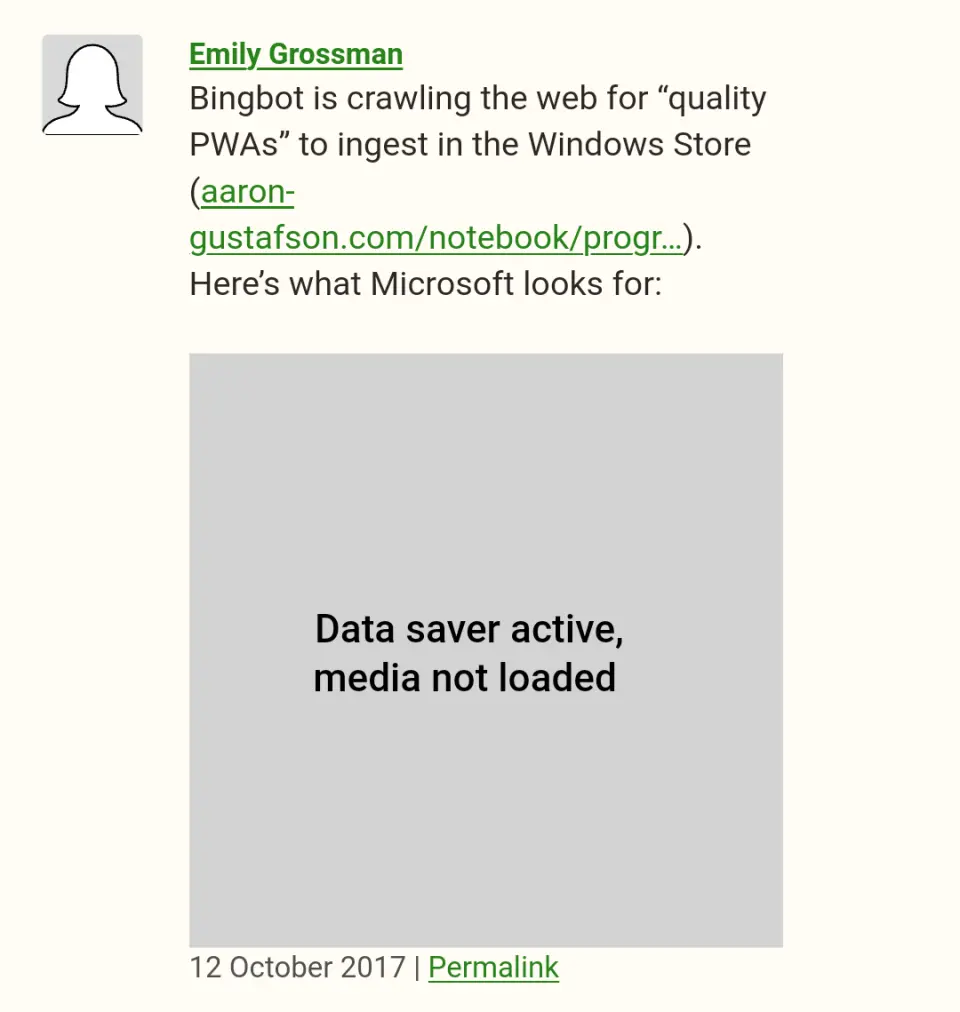 Emily Grossman
Bingbot is crawling the web for “quality
PWAs” to ingest in the Windows Store
(aaron-
gustafson.com/notebook/progr…).
Here’s what Microsoft looks for:
Data saver active,
media not loaded
12 October 2017 | Permalink